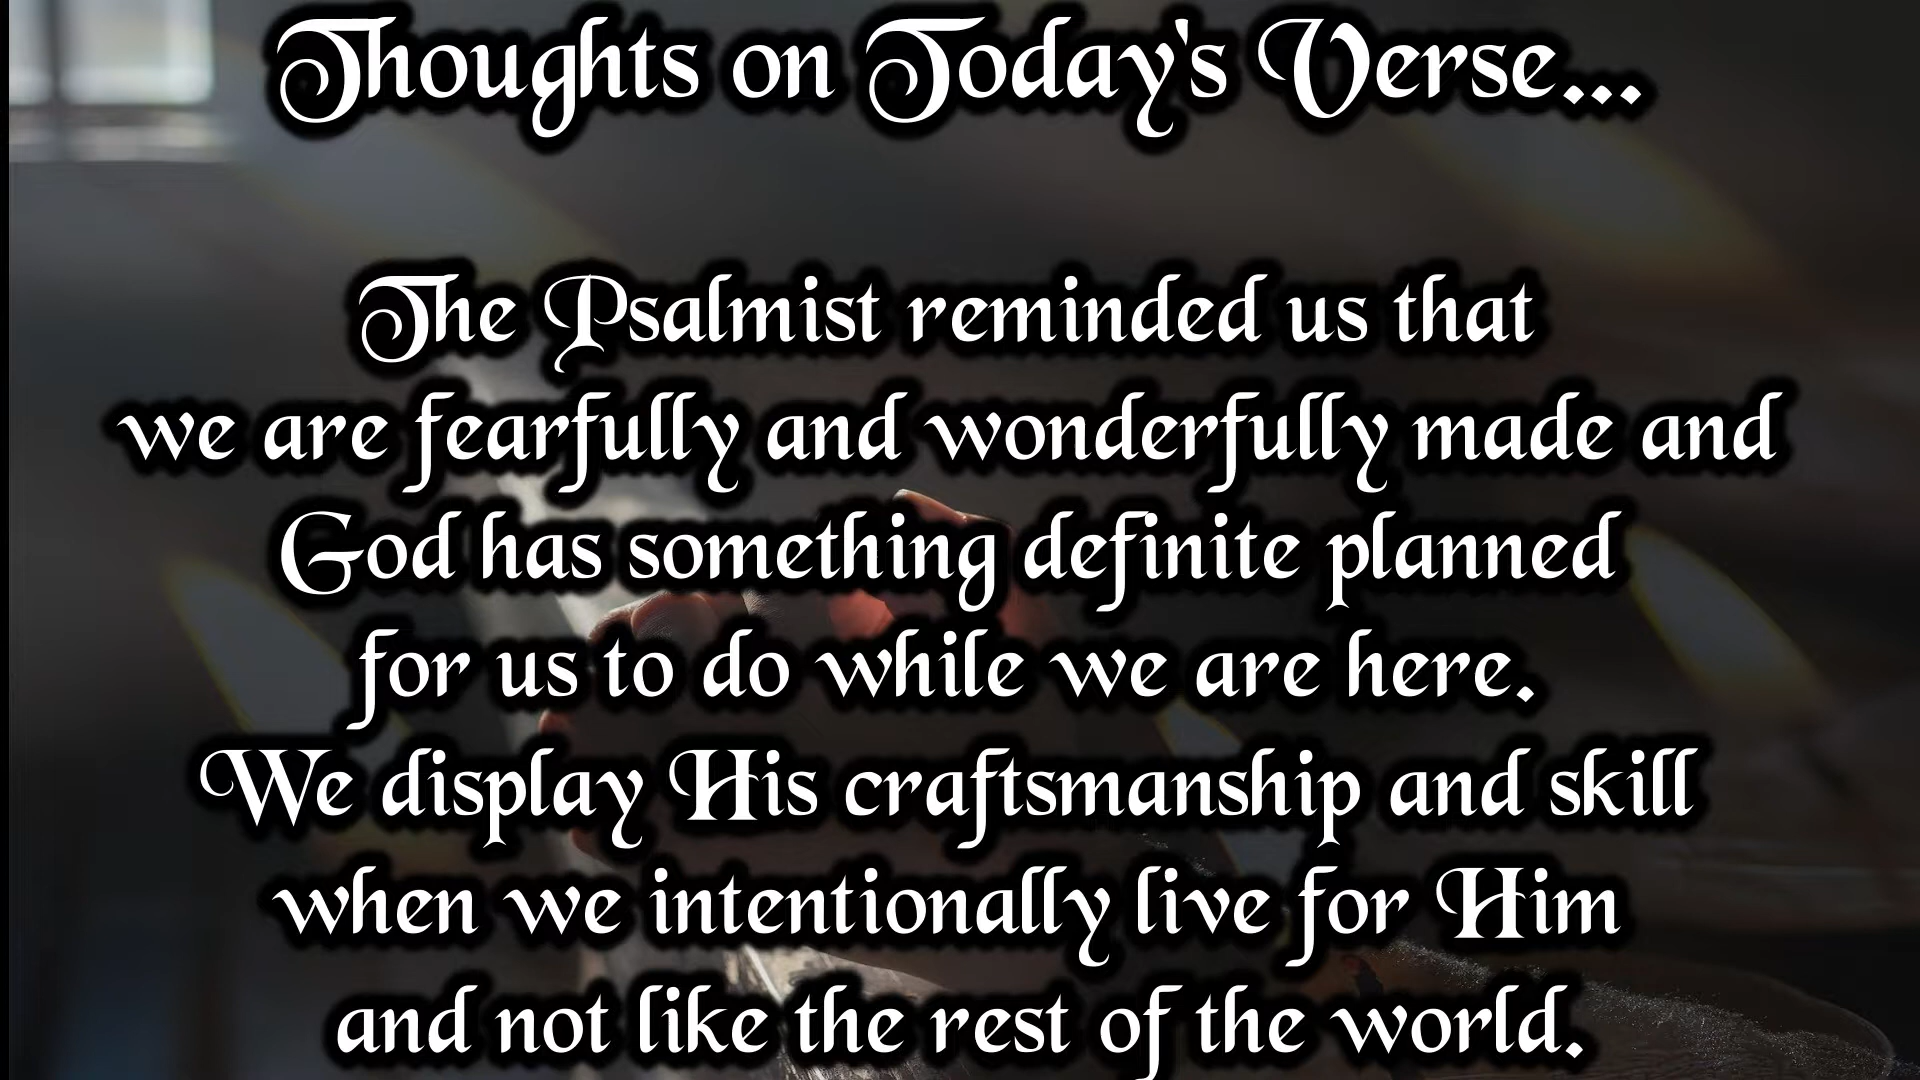 Thoughts on Today's Verse...
The Psalmist reminded us that
we are fearfully and wonderfully made and
God has something definite planned
for us to do while we are here.
We display His craftsmanship and skill
when we intentionally live for Him
and not like the rest of the world.